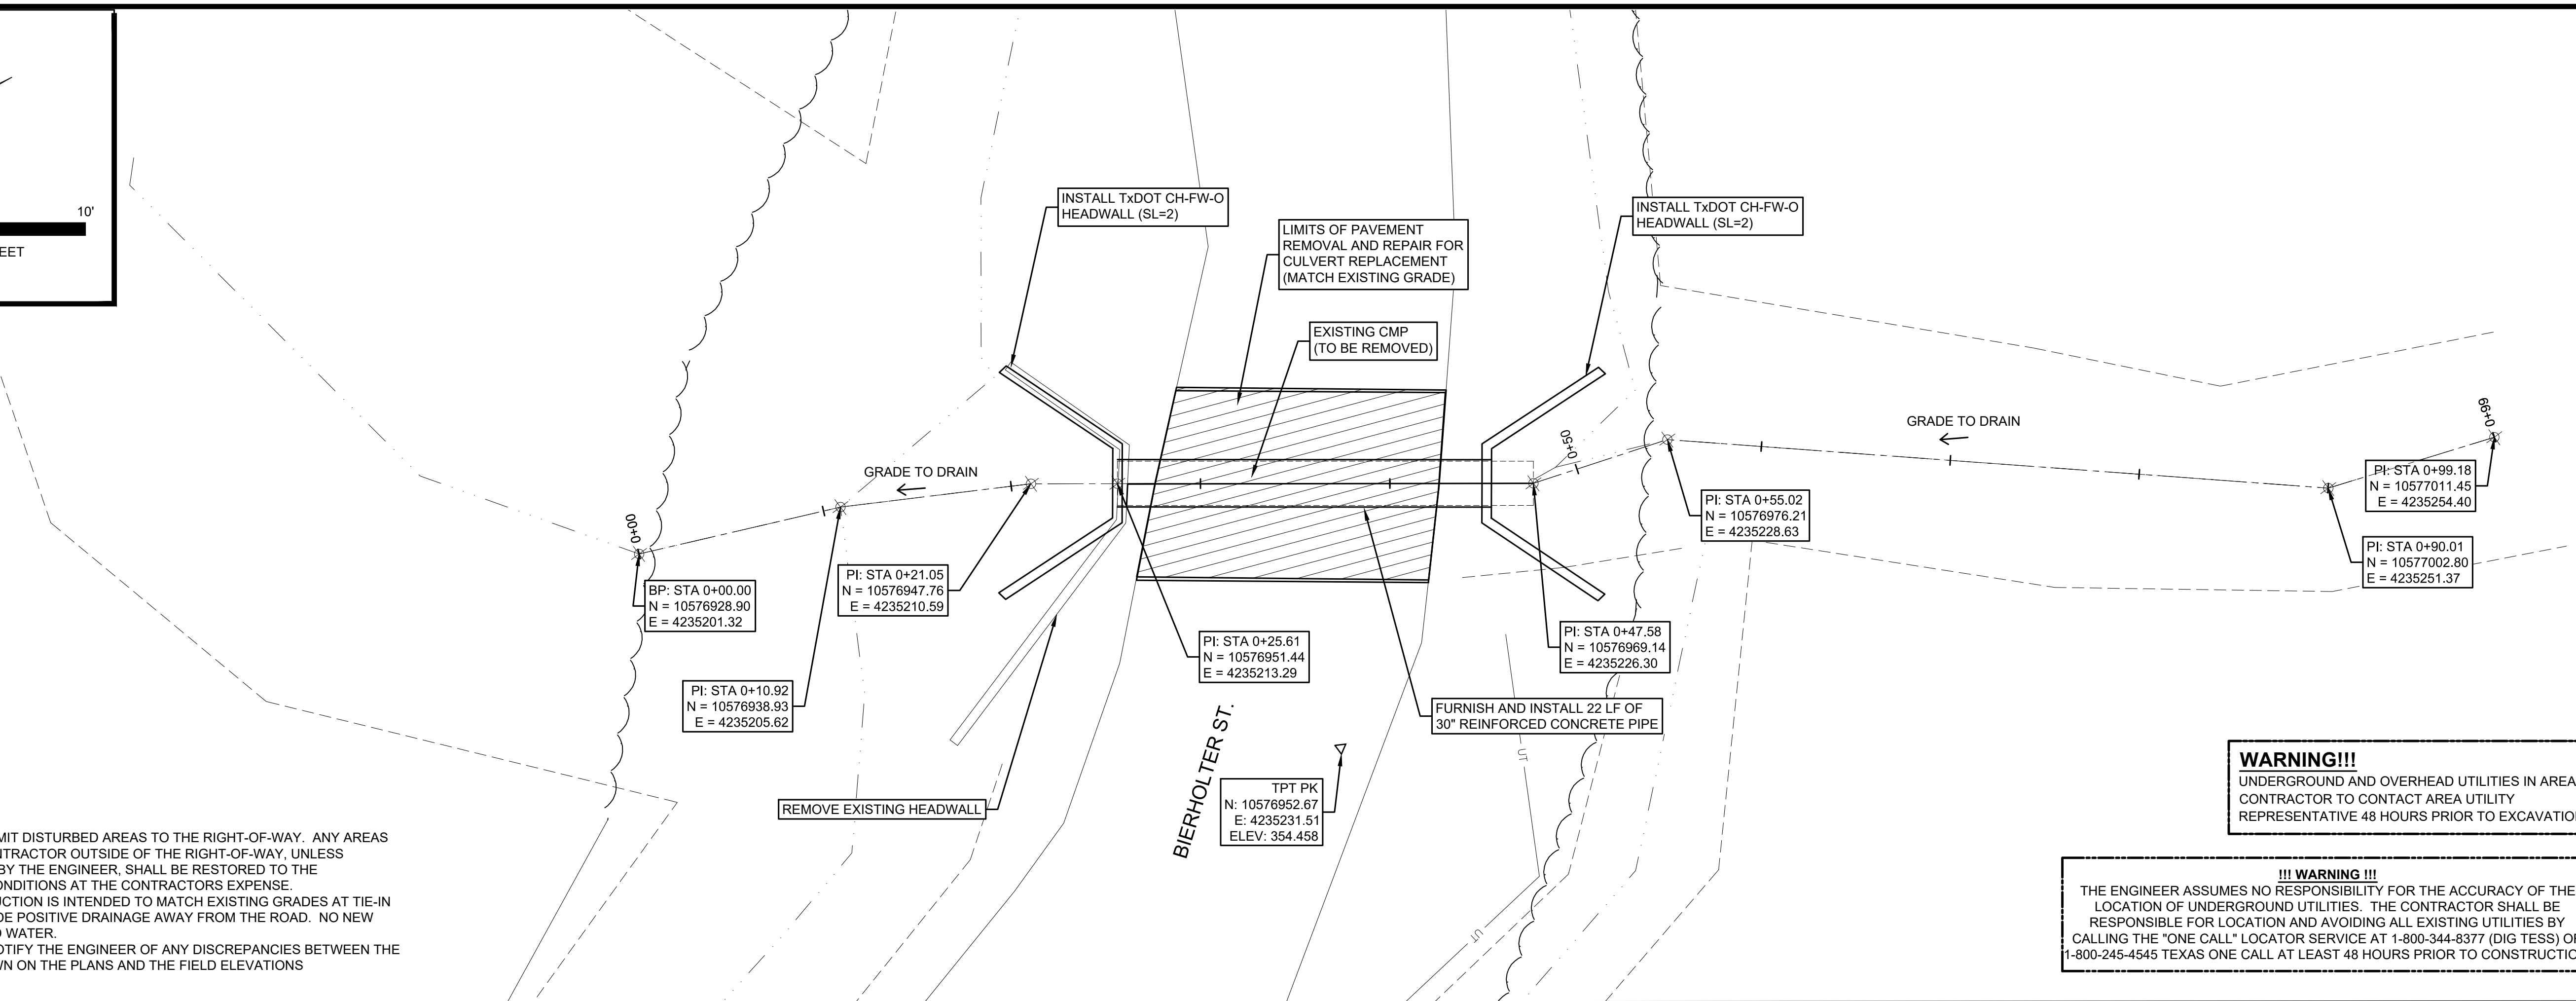 10'
EET
INSTALL TxDOT CH-FW-O
HEADWALL (SL=2)
LIMITS OF PAVEMENT
REMOVAL AND REPAIR FOR
CULVERT REPLACEMENT
(MATCH EXISTING GRADE)
INSTALL TxDOT CH-FW-O
HEADWALL (SL=2)
EXISTING CMP
(TO BE REMOVED)
GRADE TO DRAIN
GRADE TO DRAIN
0+00
0+50
0+99
PI: STA 0+99.18
N = 10577011.45
E = 4235254.40
PI: STA 0+55.02
N = 10576976.21
E = 4235228.63
PI: STA 0+90.01
N = 10577002.80
E = 4235251.37
BP: STA 0+00.00
N = 10576928.90
E = 4235201.32
PI: STA 0+21.05
N = 10576947.76
E = 4235210.59
PI: STA 0+25.61
N = 10576951.44
E = 4235213.29
PI: STA 0+47.58
N = 10576969.14
E = 4235226.30
PI: STA 0+10.92
N = 10576938.93
E = 4235205.62
FURNISH AND INSTALL 22 LF OF
30" REINFORCED CONCRETE PIPE
REMOVE EXISTING HEADWALL
BIERHOLTER ST.
TPT PK
N: 10576952.67
E: 4235231.51
ELEV: 354.458
UT
UT
WARNING!!!
UNDERGROUND AND OVERHEAD UTILITIES IN AREA
CONTRACTOR TO CONTACT AREA UTILITY
REPRESENTATIVE 48 HOURS PRIOR TO EXCAVATIO
MIT DISTURBED AREAS TO THE RIGHT-OF-WAY. ANY AREAS
NTRACTOR OUTSIDE OF THE RIGHT-OF-WAY, UNLESS
BY THE ENGINEER, SHALL BE RESTORED TO THE
ONDITIONS AT THE CONTRACTORS EXPENSE.
UCTION IS INTENDED TO MATCH EXISTING GRADES AT TIE-IN
DE POSITIVE DRAINAGE AWAY FROM THE ROAD. NO NEW
D WATER.
OTIFY THE ENGINEER OF ANY DISCREPANCIES BETWEEN THE
WN ON THE PLANS AND THE FIELD ELEVATIONS
!!! WARNING !!!
THE ENGINEER ASSUMES NO RESPONSIBILITY FOR THE ACCURACY OF THE
LOCATION OF UNDERGROUND UTILITIES. THE CONTRACTOR SHALL BE
RESPONSIBLE FOR LOCATION AND AVOIDING ALL EXISTING UTILITIES BY
CALLING THE "ONE CALL" LOCATOR SERVICE AT 1-800-344-8377 (DIG TESS) OR
1-800-245-4545 TEXAS ONE CALL AT LEAST 48 HOURS PRIOR TO CONSTRUCTIO